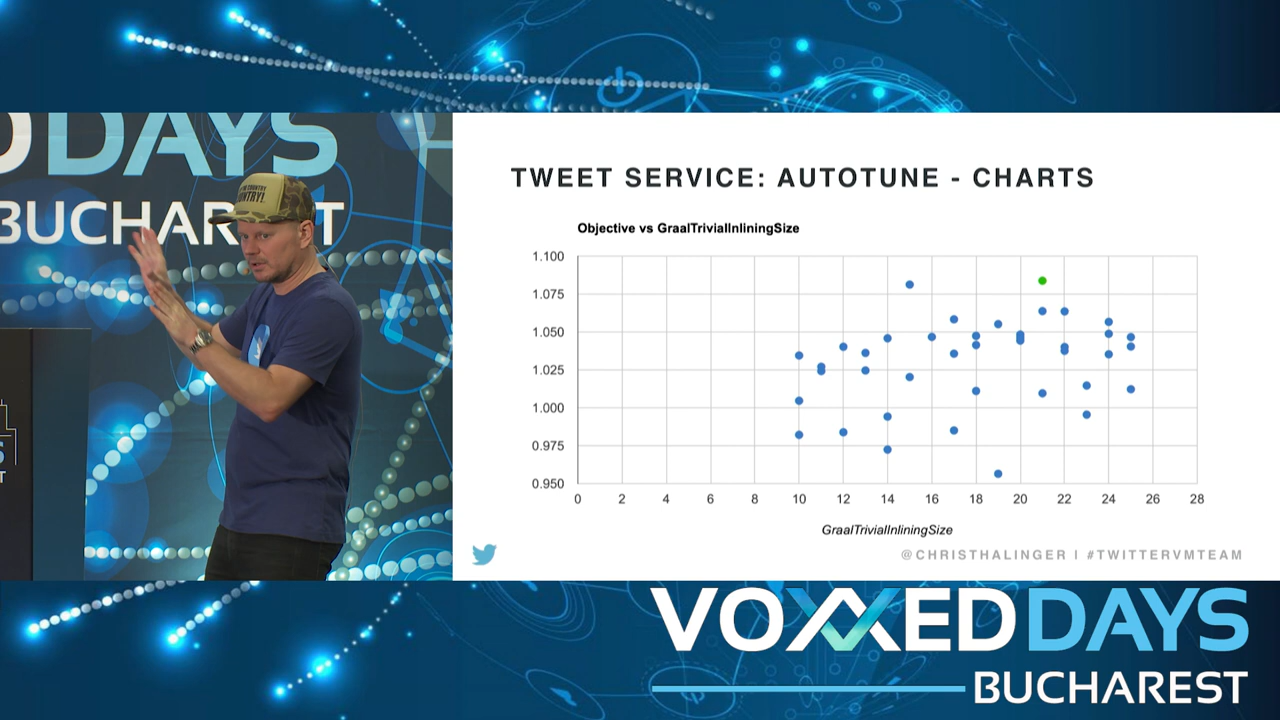 DAYS
BUCHAREST
COUNTRY!
TWEET SERVICE: AUTOTUNE - CHARTS
Objective vs GraalTrivialInliningSize
1.100
1.075
1.050
1.025
1.000
0.975
0.950
0 2 4 6 8 10 12 14 16 18 20 22 24 26 28
GraalTrivialInliningSize
@CHRISTHALINGER | #TWITTERVMTEAM
VOXXED DAYS
BUCHAREST